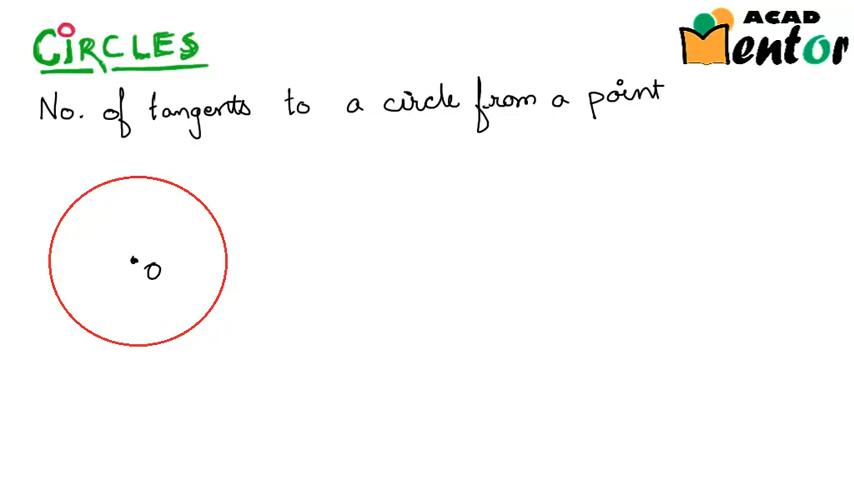 CiRCLES
ACAD
Mentor
No. of tangents to a circle from a point
O